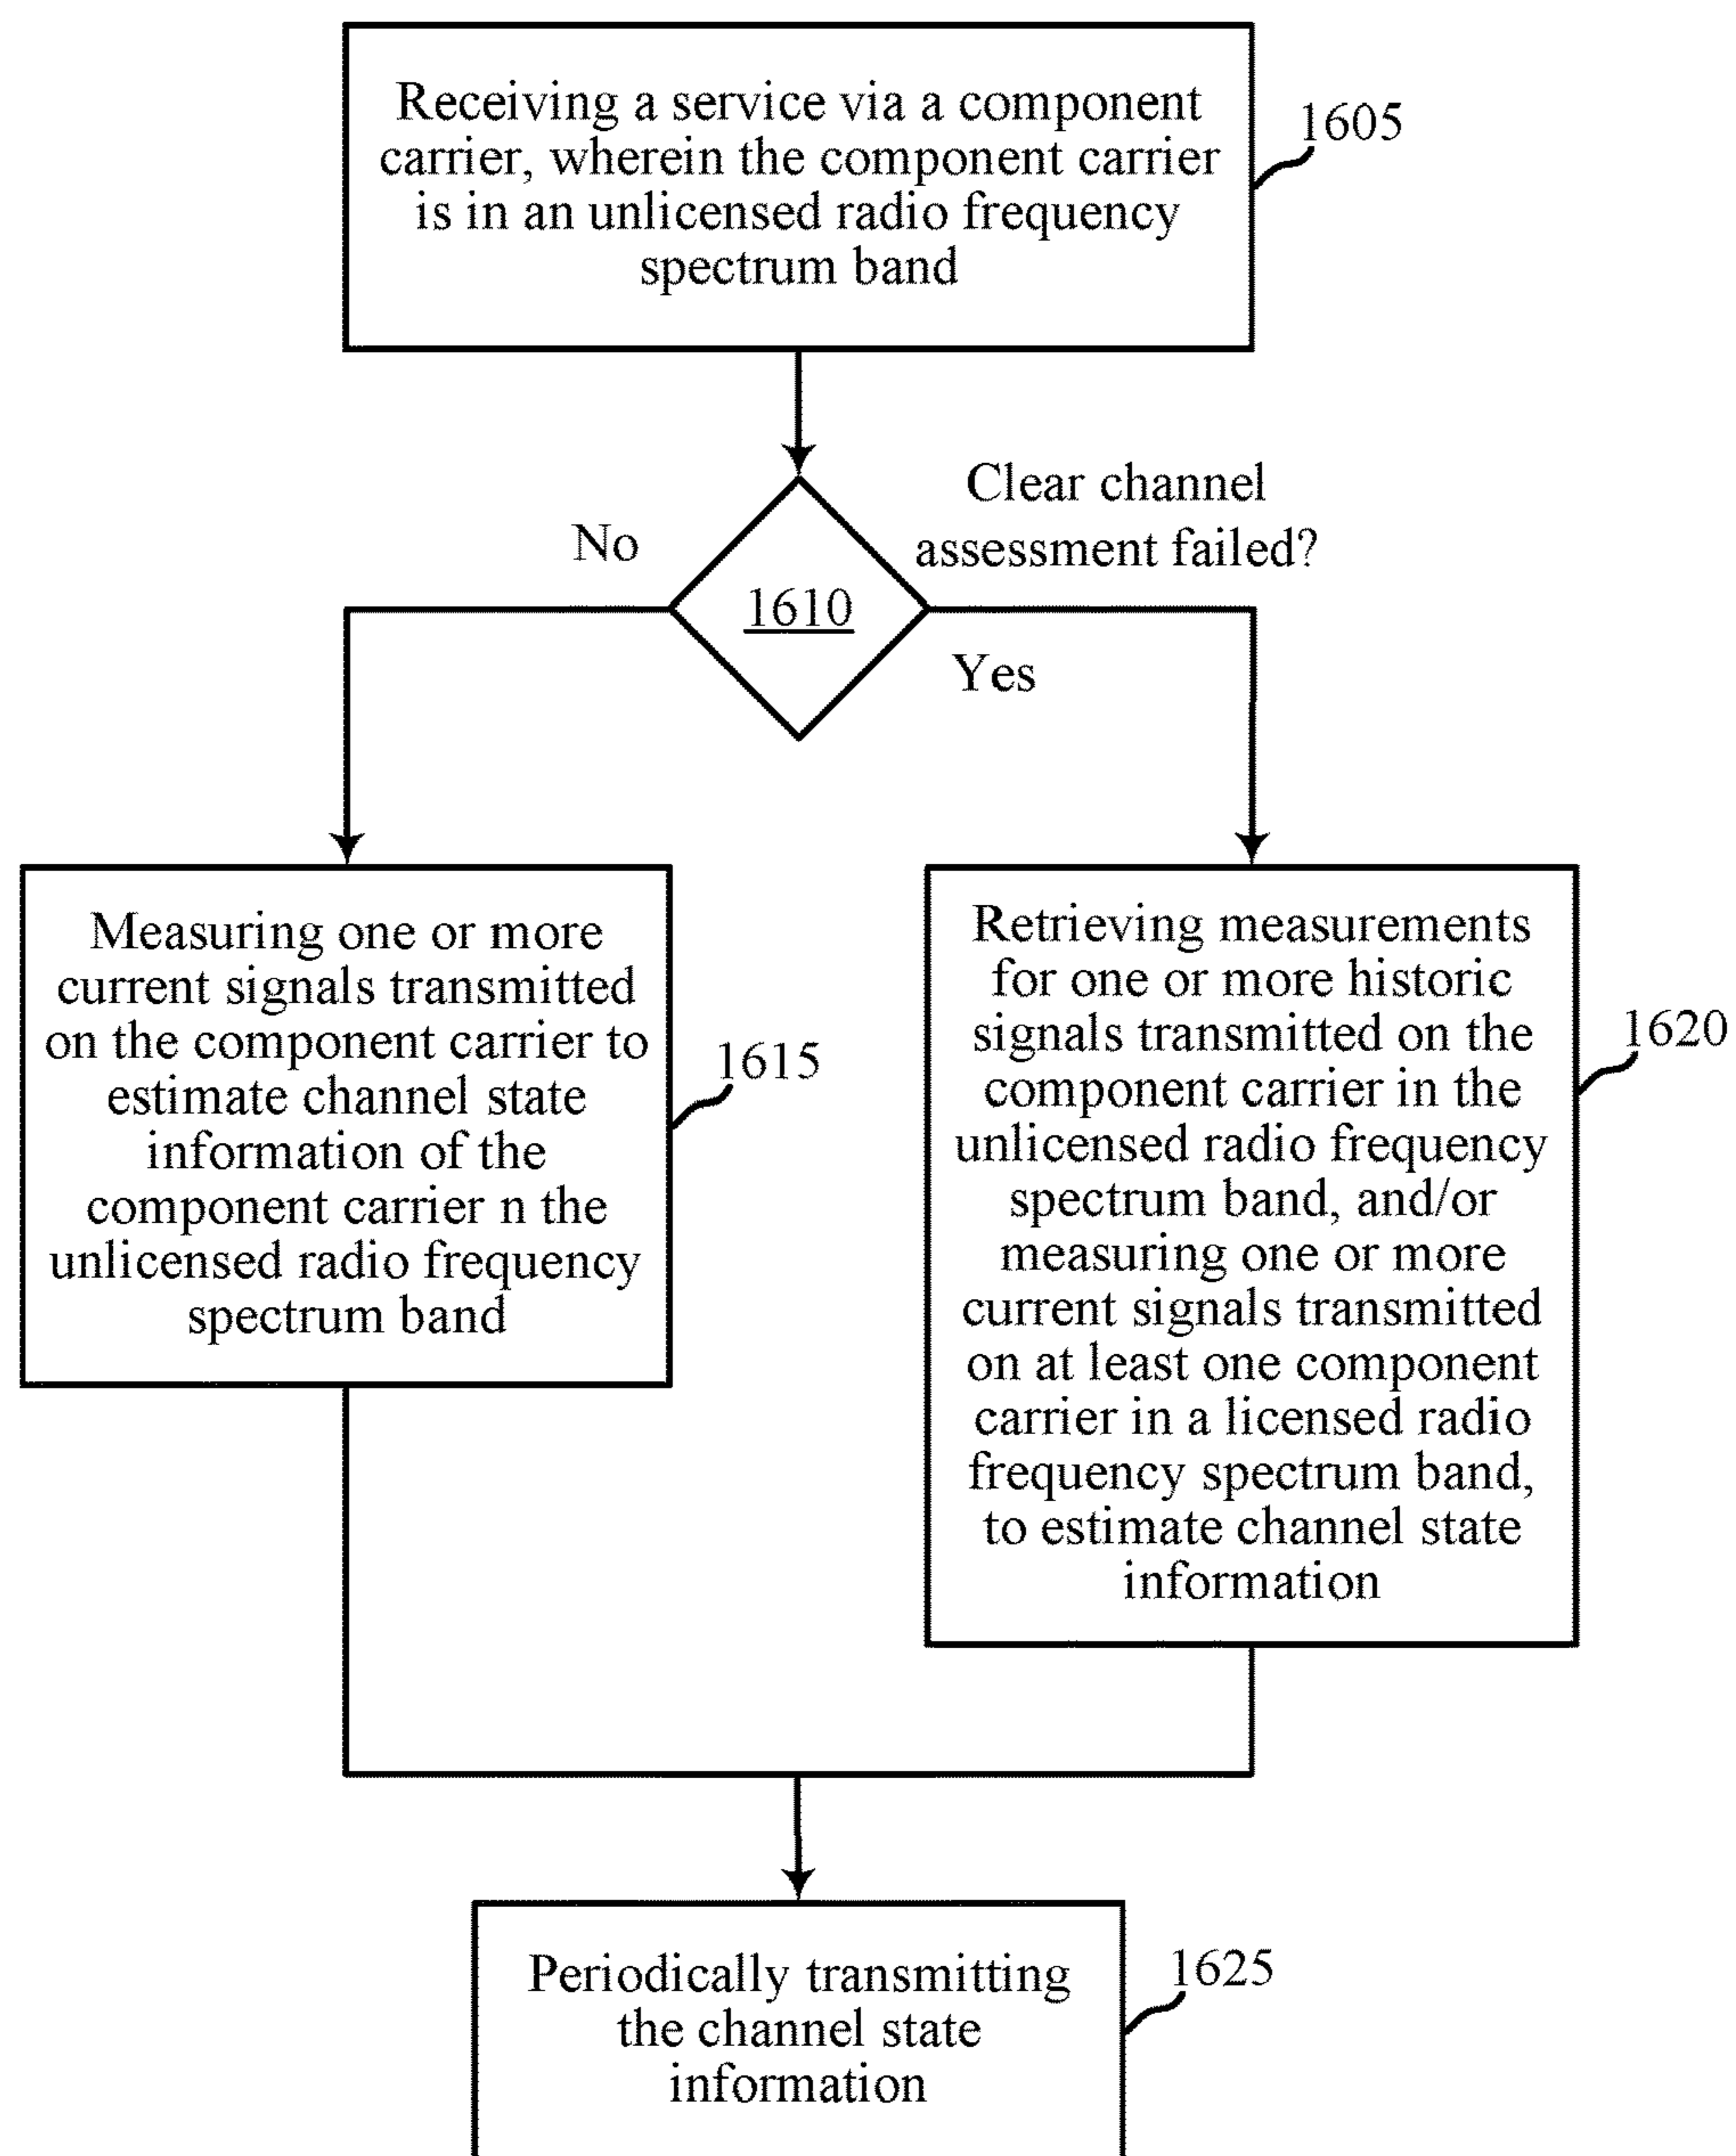 Receiving a service via a component
carrier, wherein the component carrier
is in an unlicensed radio frequency
spectrum band
1605
Clear channel
assessment failed?
No
1610
Yes
Measuring one or more
current signals transmitted
on the component carrier to
estimate channel state
information of the
component carrier n the
unlicensed radio frequency
spectrum band
1615
Retrieving measurements
for one or more historic
signals transmitted on the
component carrier in the
unlicensed radio frequency
spectrum band, and/or
measuring one or more
current signals transmitted
on at least one component
carrier in a licensed radio
frequency spectrum band,
to estimate channel state
information
1620
Periodically transmitting
the channel state
information
1625